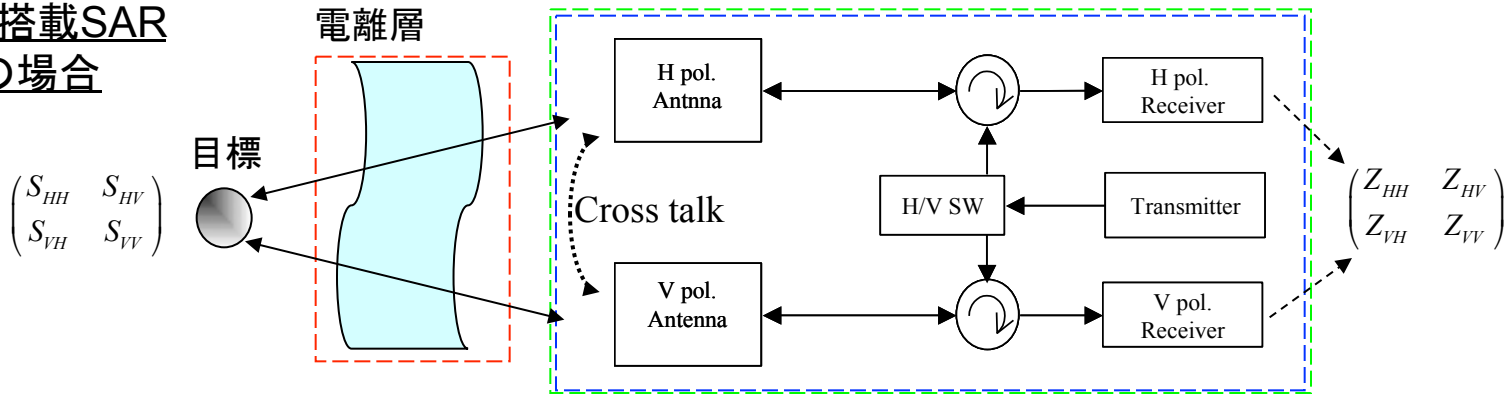 搭載SAR
の場合
電離層
目標
(S_HH S_HV
S_VH S_VV)
H pol.
Antnna
Cross talk
V pol.
Antenna
H/V SW
Transmitter
H pol.
Receiver
V pol.
Receiver
(Z_HH Z_HV
Z_VH Z_VV)